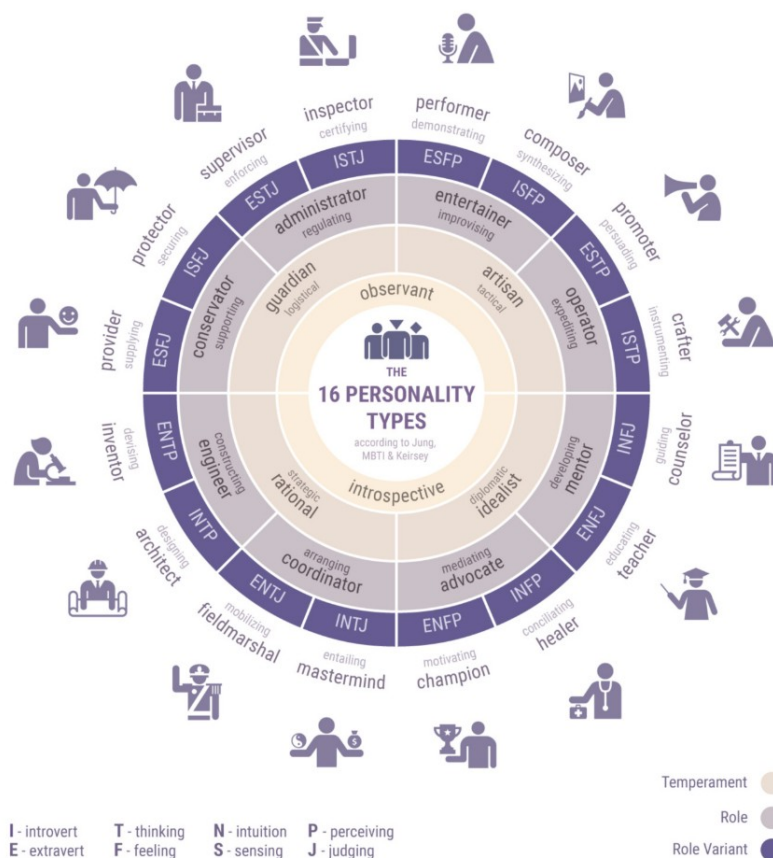 inspector
certifying
performer
demonstrating
composer
synthesizing
promoter
persuading
crafter
instrumenting
counselor
guiding
teacher
educating
healer
conciliating
champion
motivating
mastermind
entailing
fieldmarshal
mobilizing
architect
designing
inventor
devising
provider
supplying
protector
securing
supervisor
enforcing
ISTJ
ESFP
ISFP
ESTP
ISTP
INFJ
ENFJ
INFP
ENFP
INTJ
ENTJ
INTP
ENTP
ESFJ
ISFJ
ESTJ
administrator
regulating
entertainer
improvising
operator
expediting
developing
mentor
mediating
advocate
arranging
coordinator
constructing
engineer
conservator
supporting
guardian
logistical
artisan
tactical
diplomatic
idealist
strategic
rational
observant
THE
16 PERSONALITY
TYPES
according to Jung,
MBTI & Keirsey
introspective
Temperament
Role
Role Variant
I - introvert T - thinking N - intuition P - perceiving
E - extravert F - feeling S - sensing J - judging